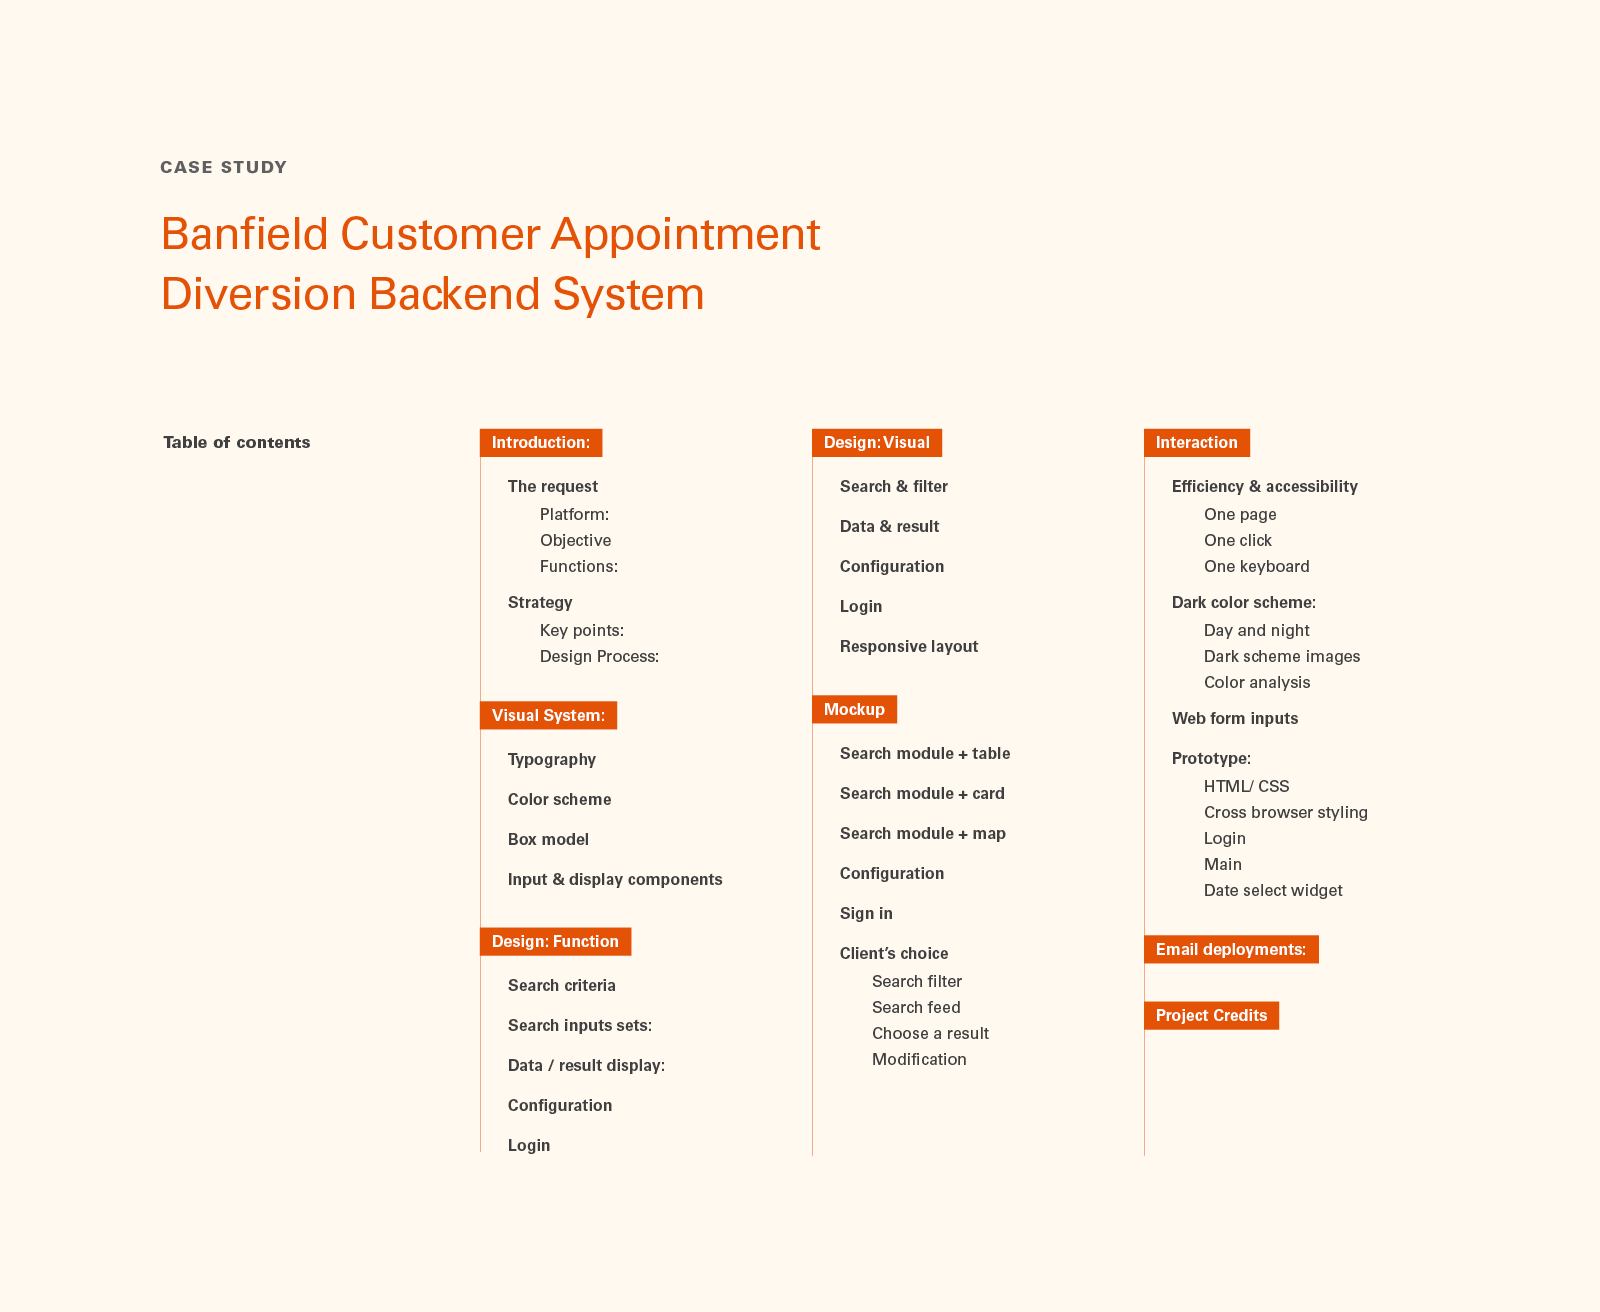 CASE STUDY
Banfield Customer Appointment
Diversion Backend System
Table of contents
Introduction:
The request
Platform:
Objective
Functions:
Strategy
Key points:
Design Process:
Visual System:
Typography
Color scheme
Box model
Input & display components
Design: Function
Search criteria
Search inputs sets:
Data / result display:
Configuration
Login
Design: Visual
Search & filter
Data & result
Configuration
Login
Responsive layout
Mockup
Search module + table
Search module + card
Search module + map
Configuration
Sign in
Client’s choice
Search filter
Search feed
Choose a result
Modification
Interaction
Efficiency & accessibility
One page
One click
One keyboard
Dark color scheme:
Day and night
Dark scheme images
Color analysis
Web form inputs
Prototype:
HTML/ CSS
Cross browser styling
Login
Main
Date select widget
Email deployments:
Project Credits